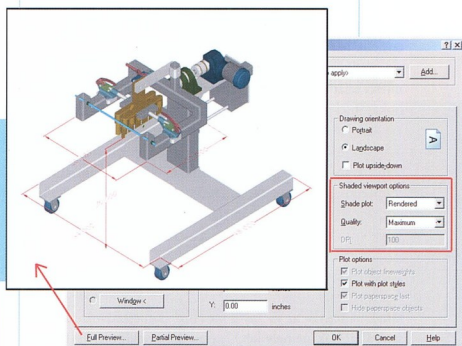 ? x
apply>
Add...
Drawing orientation
Portrait
Landscape
A
Plot upside-down
Shaded viewport options
Shade plot: Rendered
Quality: Maximum
DPI 100
Plot options
Plot object lineweights
Plot with plot styles
Plot paperspace last
Hide paperspace objects
Window <
Y: 0.00 inches
Full Preview...
Partial Preview...
OK
Cancel
Help